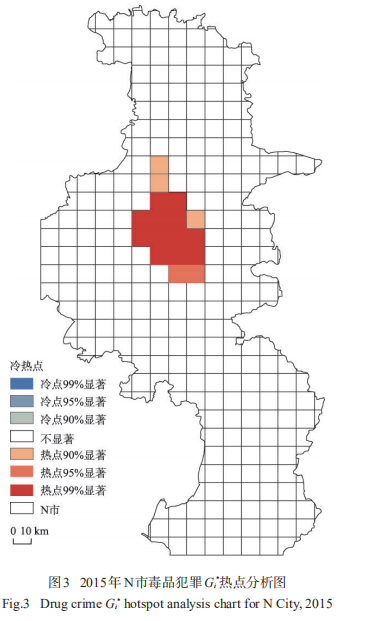 冷热点
冷点99%显著
冷点95%显著
冷点90%显著
不显著
热点90%显著
热点95%显著
热点99%显著
N市
0 10 km
图3 2015年N市毒品犯罪Gi*热点分析图
Fig.3 Drug crime Gi* hotspot analysis chart for N City, 2015